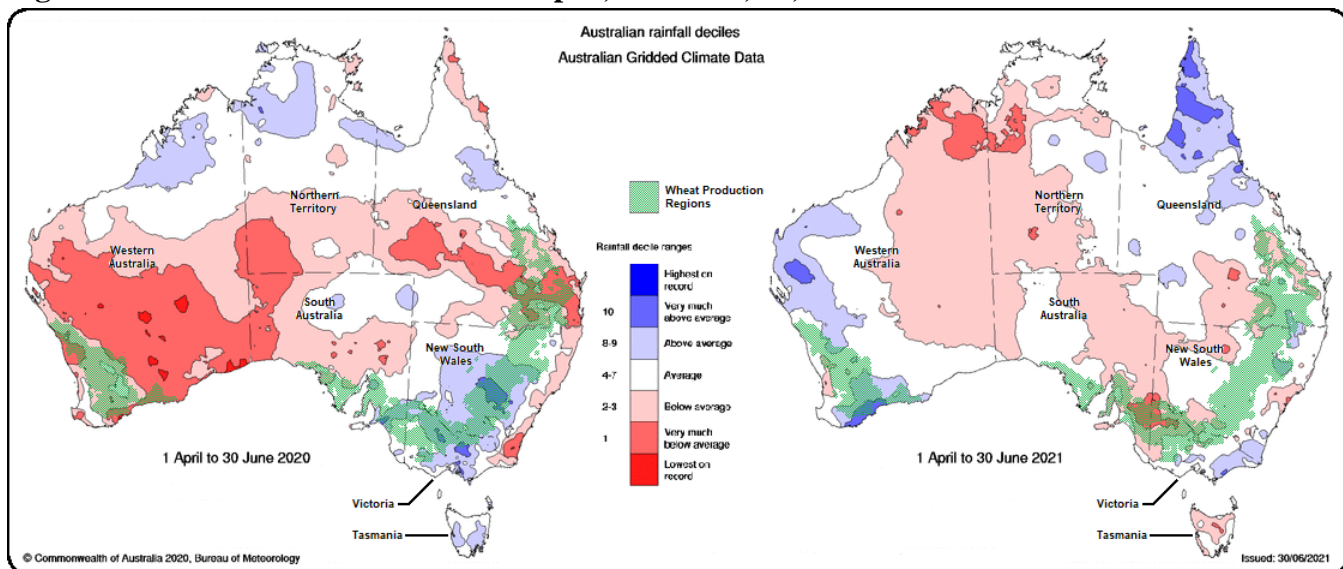 Australian rainfall deciles
Australian Gridded Climate Data
Northern
Territory
Queensland
Western
Australia
South
Australia
New South
Wales
1 April to 30 June 2020
Victoria
Tasmania
© Commonwealth of Australia 2020, Bureau of Meteorology
Wheat Production
Regions
Rainfall decile ranges
Highest on
record
10 Very much
above average
8-9 Above average
4-7 Average
2-3 Below average
1 Very much
below average
Lowest on
record
Northern
Territory
Queensland
Western
Australia
South
Australia
New South
Wales
1 April to 30 June 2021
Victoria
Tasmania
Issued: 30/06/2021